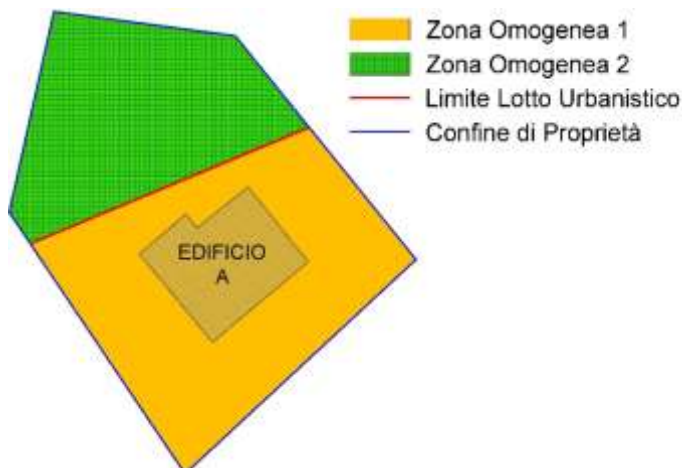 Zona Omogenea 1
Zona Omogenea 2
Limite Lotto Urbanistico
Confine di Proprietà
EDIFICIO
A